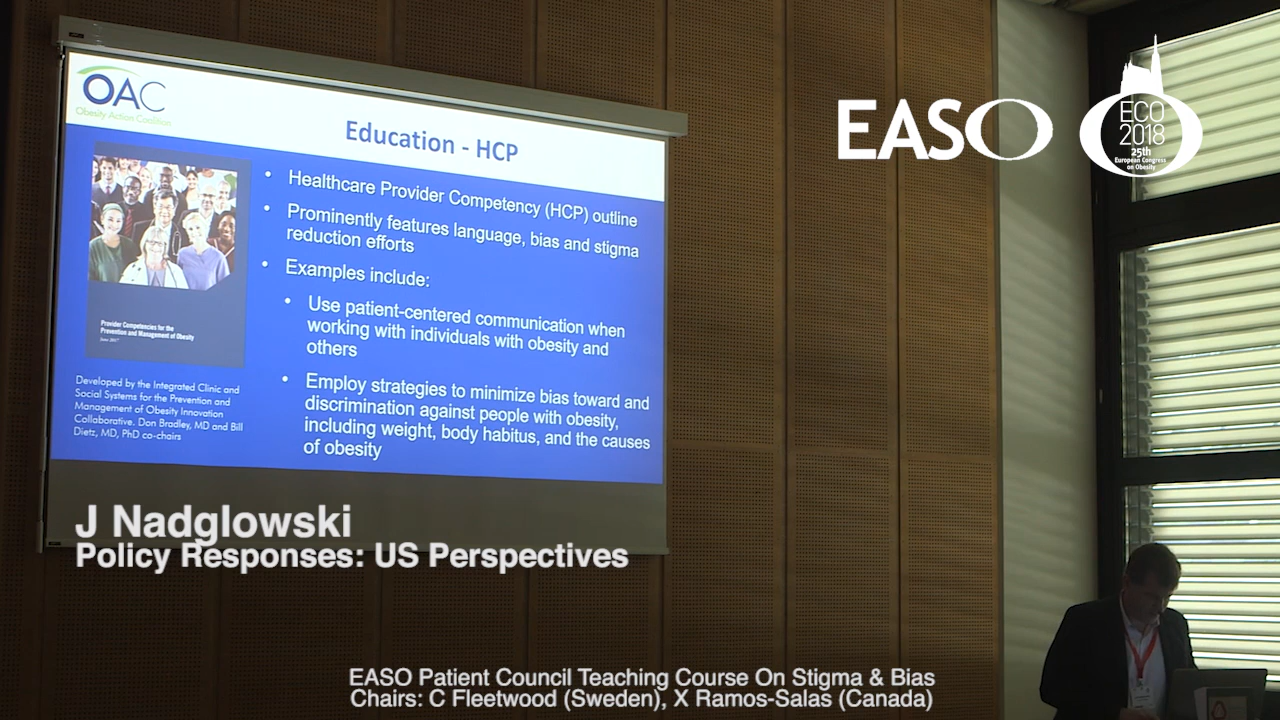 OAC
Obesity Action Coalition
Education - HCP
• Healthcare Provider Competency (HCP) outline
• Prominently features language, bias and stigma
reduction efforts
• Examples include:
• Use patient-centered communication when
working with individuals with obesity and
others
• Employ strategies to minimize bias toward and
discrimination against people with obesity,
including weight, body habitus, and the causes
of obesity
Provider Competencies for the
Prevention and Management of Obesity
June 2017
Developed by the Integrated Clinic and
Social Systems for the Prevention and
Management of Obesity Innovation
Collaborative. Don Bradley, MD and Bill
Dietz, MD, PhD co-chairs
EASO
ECO
2018
25th
European Congress
on Obesity
J Nadglowski
Policy Responses: US Perspectives
EASO Patient Council Teaching Course On Stigma & Bias
Chairs: C Fleetwood (Sweden), X Ramos-Salas (Canada)